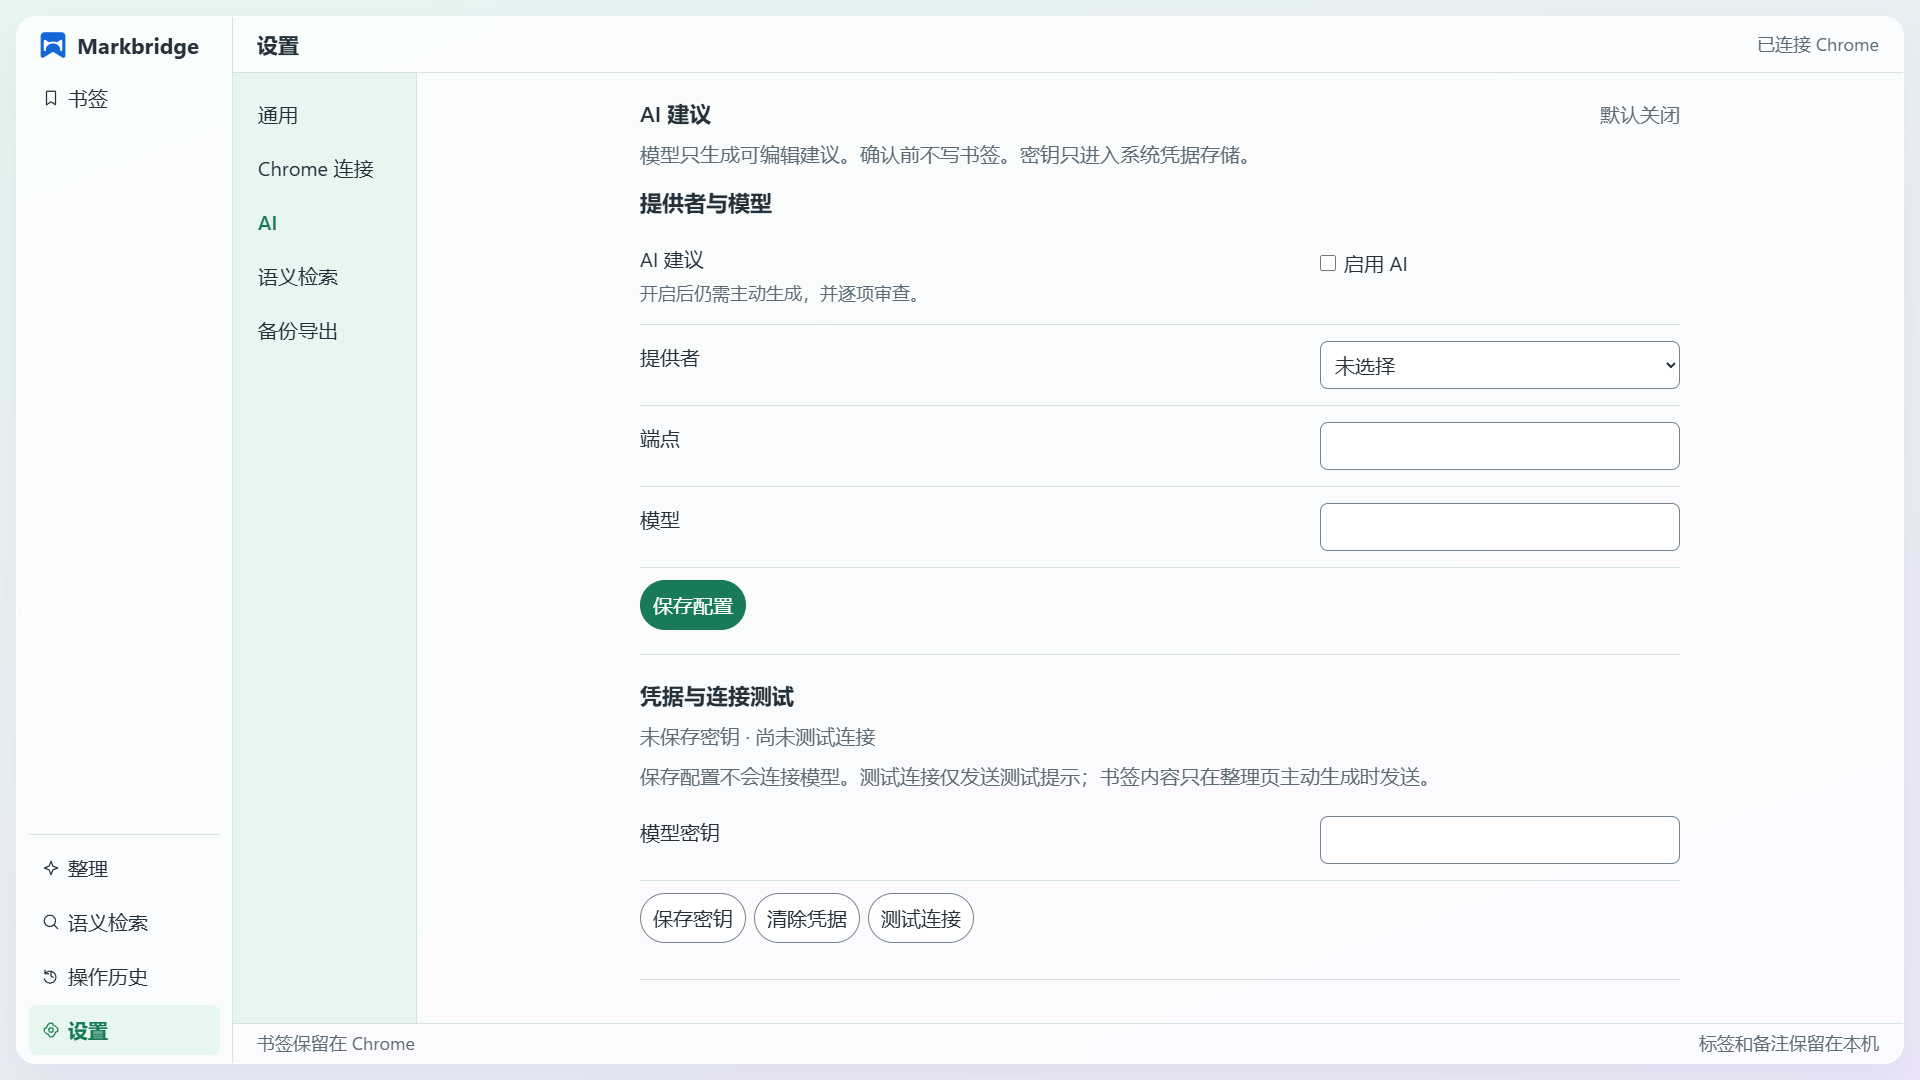 Markbridge
书签
整理
语义检索
操作历史
设置
设置
已连接 Chrome
通用
Chrome 连接
AI
语义检索
备份导出
AI 建议
默认关闭
模型只生成可编辑建议。确认前不写书签。密钥只进入系统凭据存储。
提供者与模型
AI 建议
启用 AI
开启后仍需主动生成，并逐项审查。
提供者
未选择
端点
模型
保存配置
凭据与连接测试
未保存密钥 · 尚未测试连接
保存配置不会连接模型。测试连接仅发送测试提示；书签内容只在整理页主动生成时发送。
模型密钥
保存密钥
清除凭据
测试连接
书签保留在 Chrome
标签和备注保留在本机